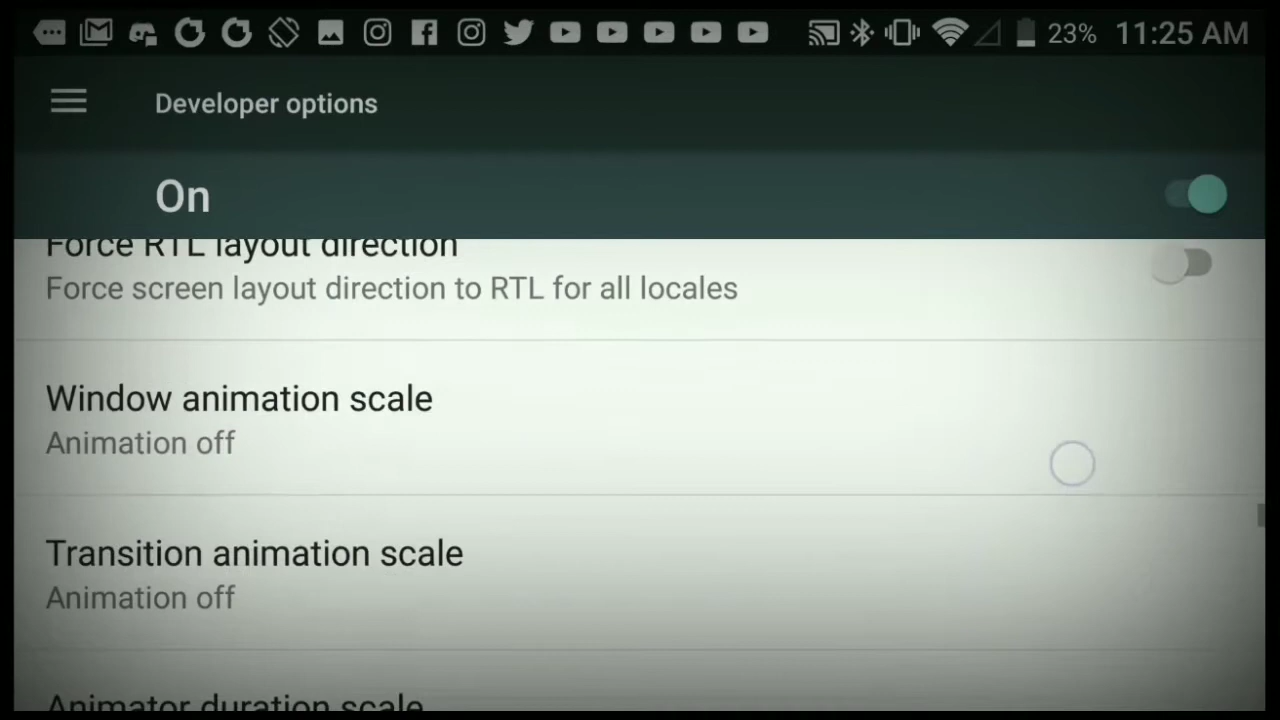 23% 11:25 AM
Developer options
On
Force RTL layout direction
Force screen layout direction to RTL for all locales
Window animation scale
Animation off
Transition animation scale
Animation off
Animator duration scale